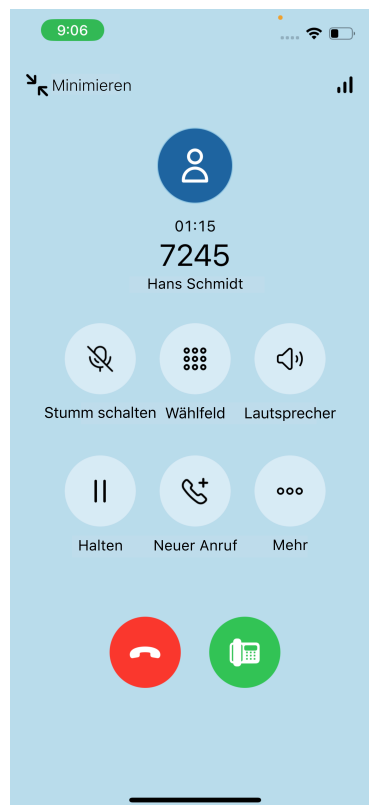 9:06
Minimieren
01:15
7245
Hans Schmidt
Stumm schalten Wählfeld Lautsprecher
Halten Neuer Anruf Mehr